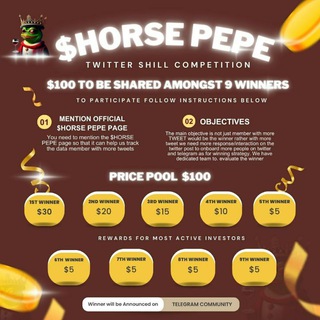 $HORSE PEPE
TWITTER SHILL COMPETITION
$100 TO BE SHARED AMONGST 9 WINNERS
TO PARTICIPATE FOLLOW INSTRUCTIONS BELOW
01
MENTION OFFICIAL
$HORSE PEPE PAGE
You need to mention the $HORSE
PEPE page so that it can help us track
the data member with more tweets
02
OBJECTIVES
The main objective is not just member with more
TWEET would be the winner rather with more
tweet we need more response/interaction on the
twitter post to onboard more people on twitter
and telegram as for winning strategy. We have
dedicated team to evaluate the winner
PRICE POOL $100
1ST WINNER
$30
2ND WINNER
$20
3RD WINNER
$15
4TH WINNER
$10
5TH WINNER
$5
REWARDS FOR MOST ACTIVE INVESTORS
6TH WINNER
$5
7TH WINNER
$5
8TH WINNER
$5
9TH WINNER
$5
Winner will be Announced on
TELEGRAM COMMUNITY